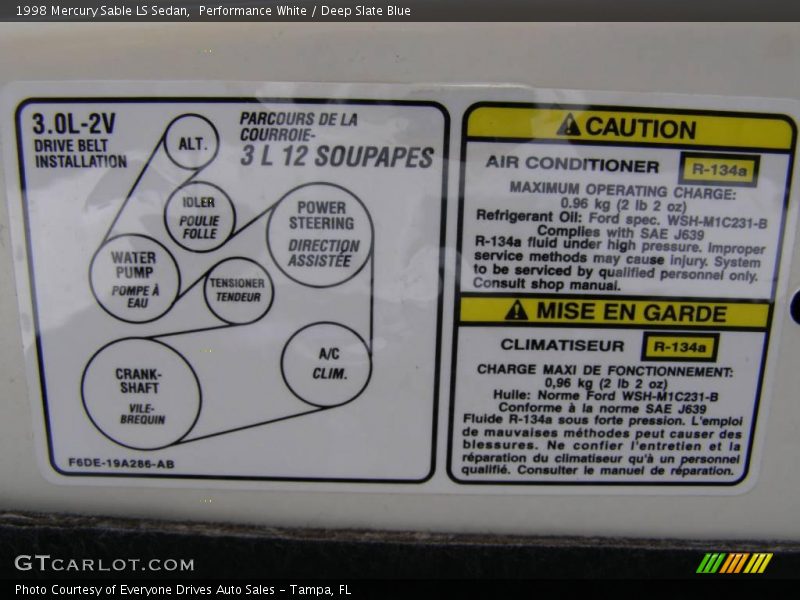 1998 Mercury Sable LS Sedan,  Performance White / Deep Slate Blue
3.0L-2V
DRIVE BELT
INSTALLATION
PARCOURS DE LA
COURROIE-
3 L 12 SOUPAPES
ALT.
IDLER
POULIE
FOLLE
POWER
STEERING
DIRECTION
ASSISTÉE
WATER
PUMP
POMPE À
EAU
TENSIONER
TENDEUR
A/C
CLIM.
CRANK-
SHAFT
VILE-
BREQUIN
F6DE-19A286-AB
CAUTION
AIR CONDITIONER R-134a
MAXIMUM OPERATING CHARGE:
0.96 kg (2 lb 2 oz)
Refrigerant Oil: Ford spec. WSH-M1C231-B
Complies with SAE J639
R-134a fluid under high pressure. Improper
service methods may cause injury. System
to be serviced by qualified personnel only.
Consult shop manual.
MISE EN GARDE
CLIMATISEUR R-134a
CHARGE MAXI DE FONCTIONNEMENT:
0,96 kg (2 lb 2 oz)
Huile: Norme Ford WSH-M1C231-B
Conforme à la norme SAE J639
Fluide R-134a sous forte pression. L'emploi
de mauvaises méthodes peut causer des
blessures. Ne confier l'entretien et la
réparation du climatiseur qu'à un personnel
qualifié. Consulter le manuel de réparation.
GTCARLOT.COM
Photo Courtesy of Everyone Drives Auto Sales - Tampa, FL